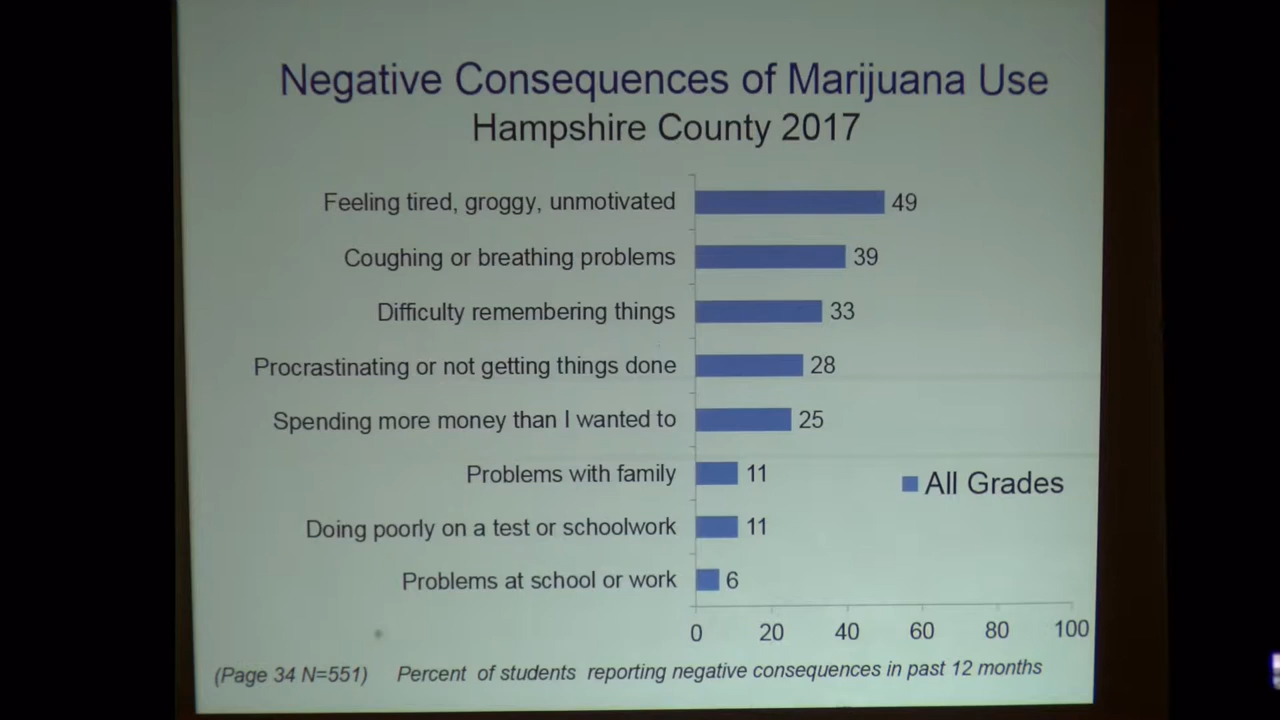 Negative Consequences of Marijuana Use
Hampshire County 2017
Feeling tired, groggy, unmotivated 49
Coughing or breathing problems 39
Difficulty remembering things 33
Procrastinating or not getting things done 28
Spending more money than I wanted to 25
Problems with family 11
All Grades
Doing poorly on a test or schoolwork 11
Problems at school or work 6
0 20 40 60 80 100
(Page 34 N=551) Percent of students reporting negative consequences in past 12 months